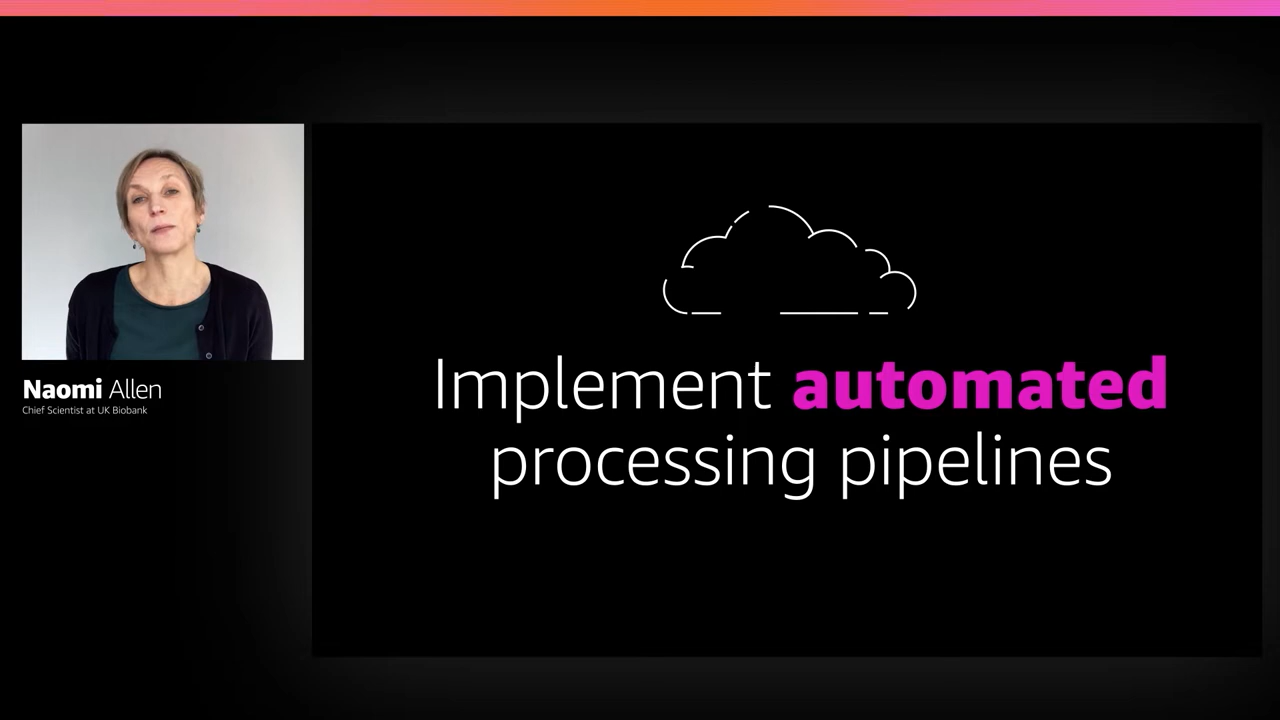 Naomi Allen
Chief Scientist at UK Biobank
Implement automated
processing pipelines